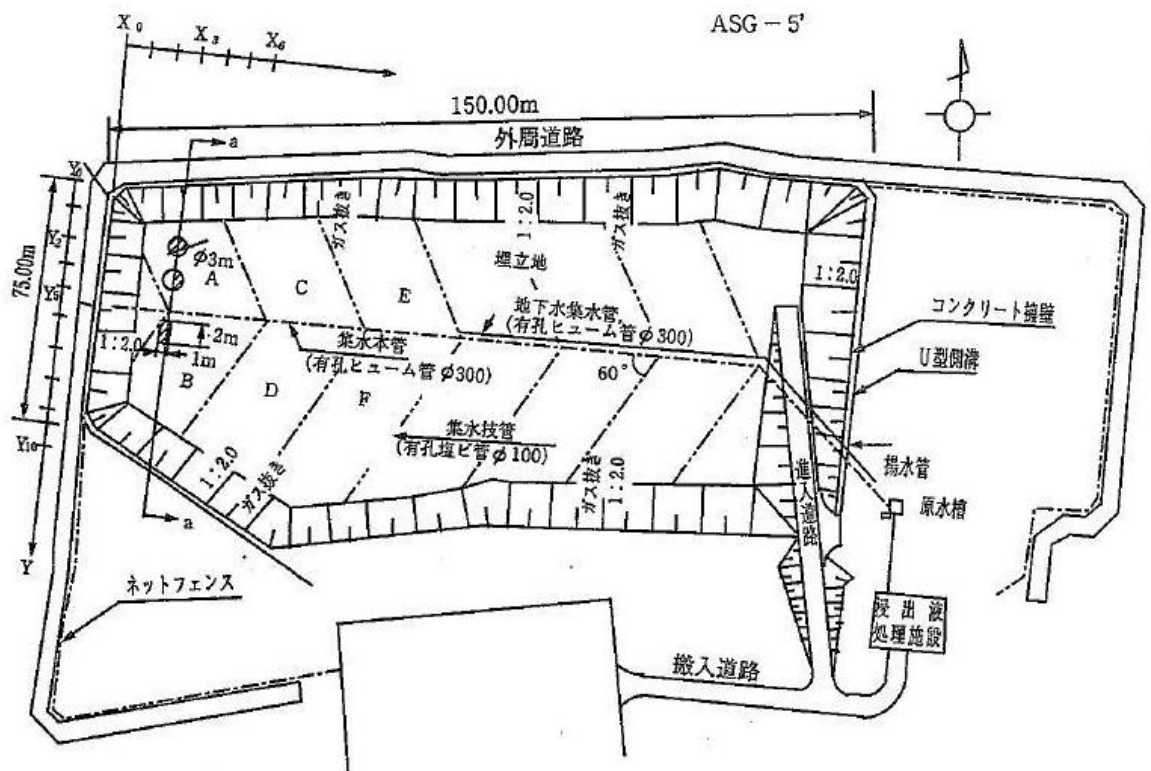 ASG-5'
X₀
X₃
X₆
150.00m
外周道路
a
Y₀
Y₂
Y₅
Y₁₀
Y
75.00m
φ3m
A
B
C
D
E
F
ガス抜き
1:2.0
ガス抜き
埋立地
1:2.0
地下水集水管
(有孔ヒューム管φ300)
コンクリート擁壁
U型側溝
1:2.0
2m
1m
集水本管
(有孔ヒューム管φ300)
60°
集水枝管
(有孔塩ビ管φ100)
1:2.0
ガス抜き
ガス抜き
1:2.0
進入道路
揚水管
原水槽
a
ネットフェンス
浸出液
処理施設
搬入道路